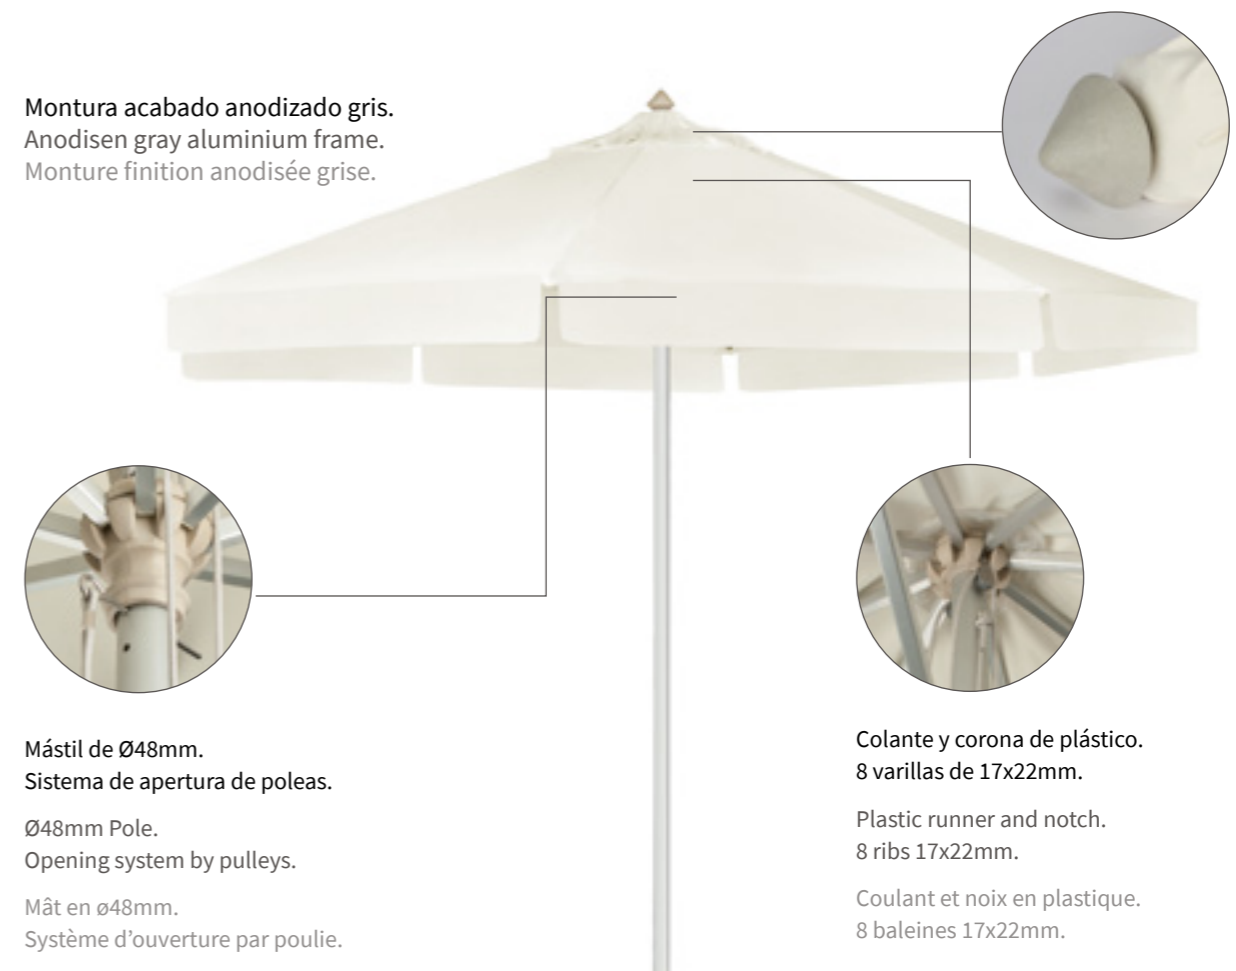 Montura acabado anodizado gris.
Anodisen gray aluminium frame.
Monture finition anodisée grise.
Mástil de Ø48mm.
Sistema de apertura de poleas.
Ø48mm Pole.
Opening system by pulleys.
Mât en ø48mm.
Système d’ouverture par poulie.
Colante y corona de plástico.
8 varillas de 17x22mm.
Plastic runner and notch.
8 ribs 17x22mm.
Coulant et noix en plastique.
8 baleines 17x22mm.